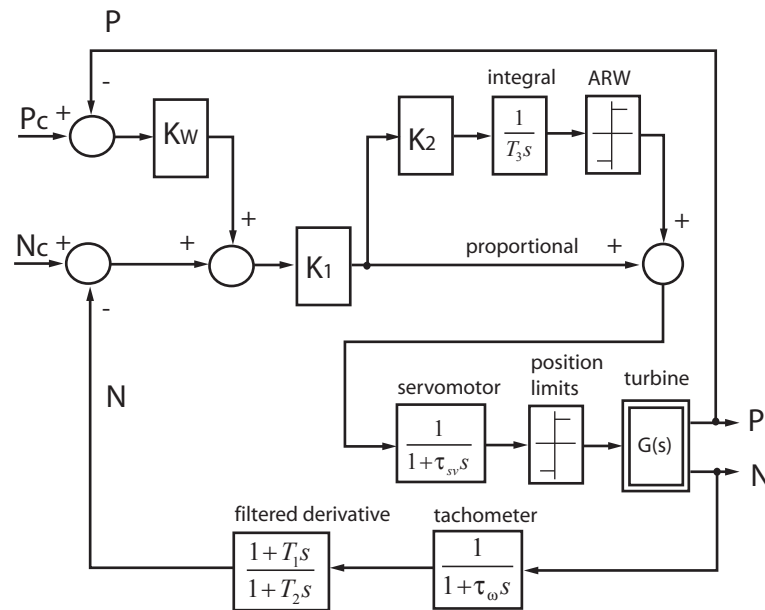 P
-
integral
ARW
Pc +
KW
K2
1
T3s
+
+
Nc +
+
K1
proportional +
-
servomotor
position
limits
turbine
N
1
1+τsvs
G(s)
P
N
filtered derivative
tachometer
1+T1s
1+T2s
1
1+τωs